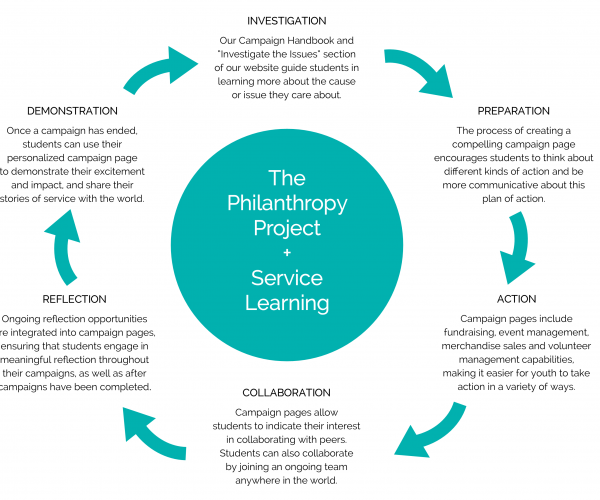 INVESTIGATION
Our Campaign Handbook and
"Investigate the Issues" section
of our website guide students in
learning more about the cause
or issue they care about.
PREPARATION
The process of creating a
compelling campaign page
encourages students to think about
different kinds of action and be
more communicative about this
plan of action.
ACTION
Campaign pages include
fundraising, event management,
merchandise sales and volunteer
management capabilities,
making it easier for youth to take
action in a variety of ways.
COLLABORATION
Campaign pages allow
students to indicate their interest
in collaborating with peers.
Students can also collaborate
by joining an ongoing team
anywhere in the world.
REFLECTION
Ongoing reflection opportunities
re integrated into campaign pages,
ensuring that students engage in
meaningful reflection throughout
their campaigns, as well as after
campaigns have been completed.
DEMONSTRATION
Once a campaign has ended,
students can use their
personalized campaign page
to demonstrate their excitement
and impact, and share their
stories of service with the world.
The
Philanthropy
Project
+
Service
Learning